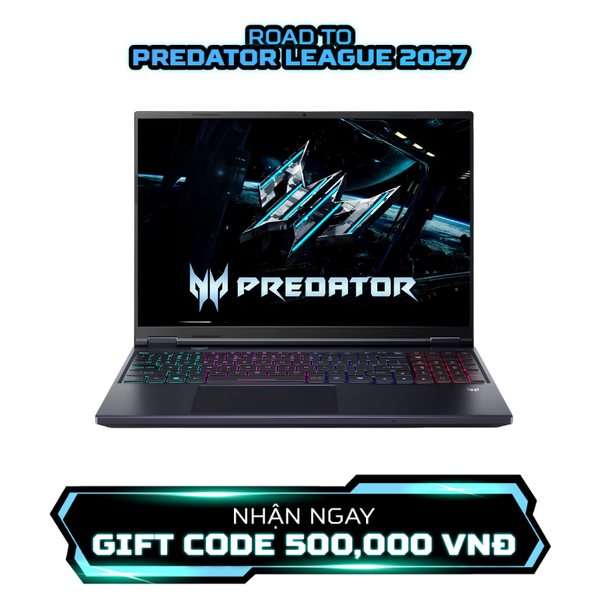 ROAD TO
PREDATOR LEAGUE 2027
PREDATOR
NHẬN NGAY
GIFT CODE 500,000 VNĐ